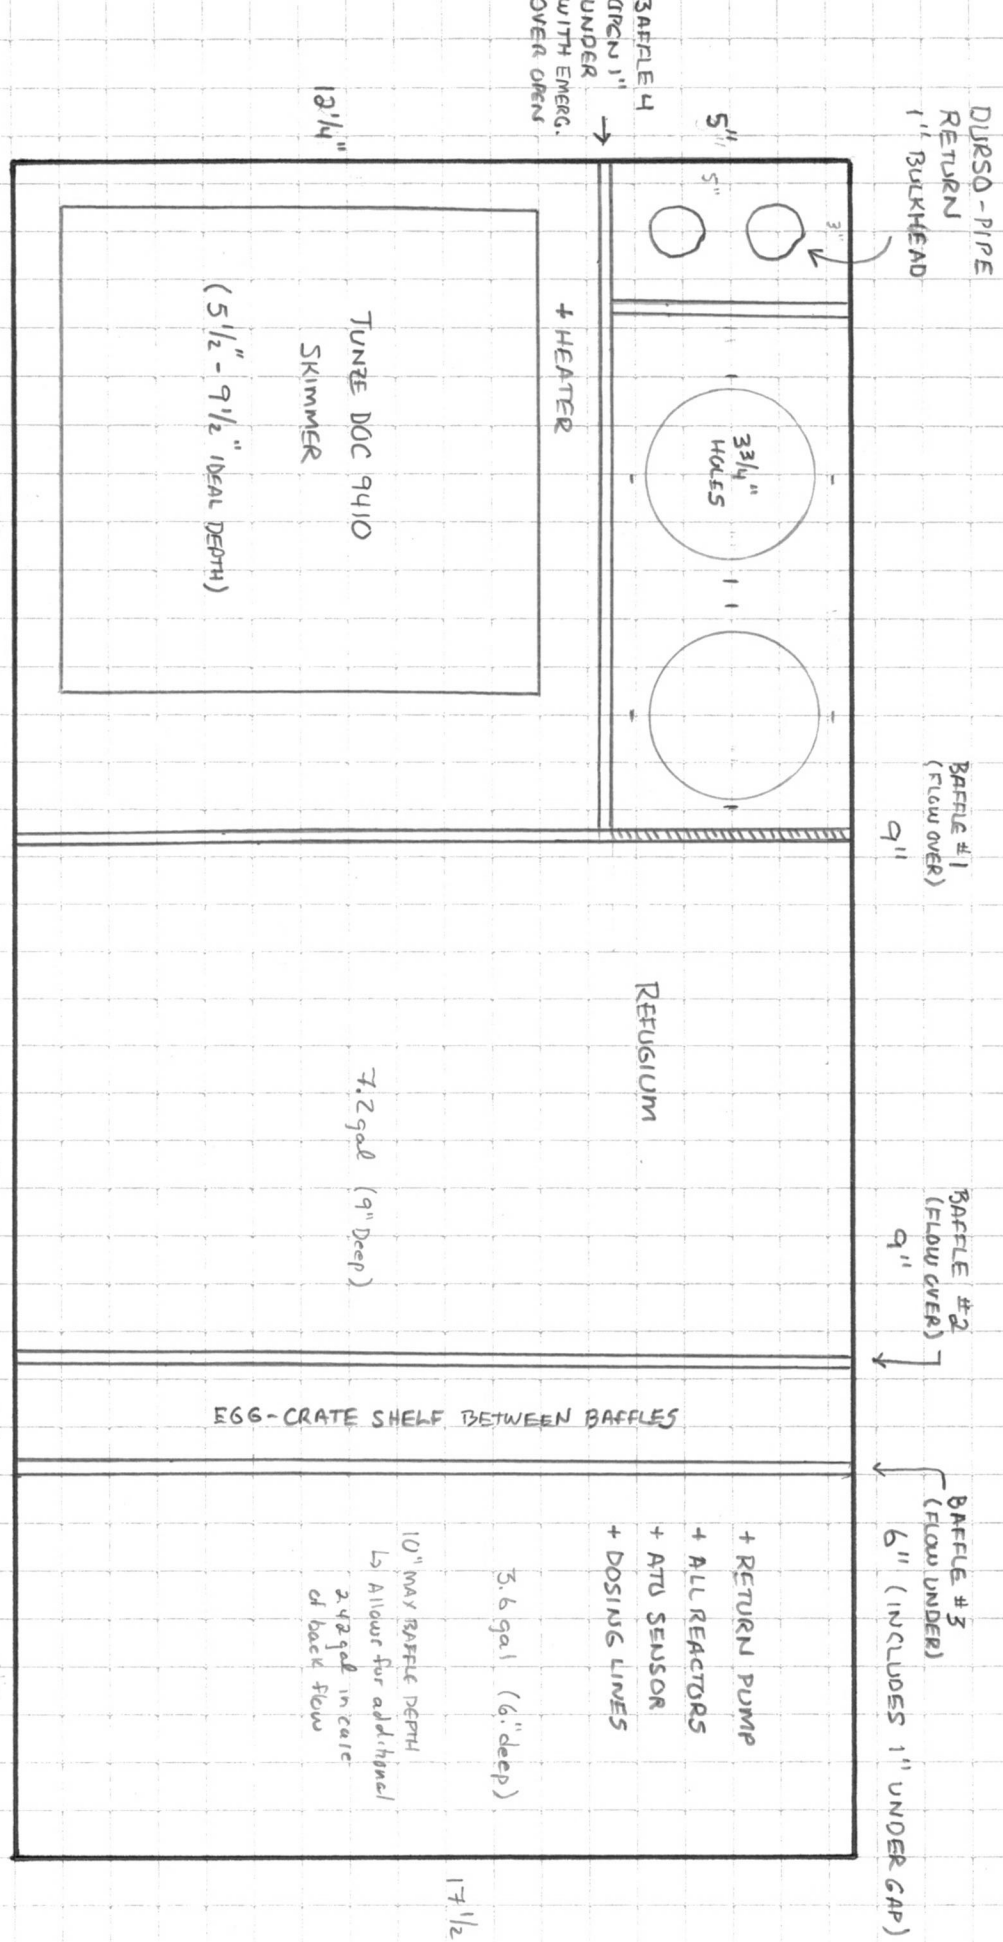 DURSO-PIPE
RETURN
1" BULKHEAD
BAFFLE #1
(FLOW OVER)
9"
BAFFLE #2
(FLOW OVER)
9"
BAFFLE #3
(FLOW UNDER)
6" (INCLUDES 1" UNDER GAP)
BAFFLE 4
OPEN 1"
UNDER
WITH EMERG.
OVER OPEN
5"
3"
5"
3 3/4"
HOLES
12 1/4"
+ HEATER
TUNZE DOC 9410
SKIMMER
(5 1/2" - 9 1/2" IDEAL DEPTH)
REFUGIUM
7.2 gal (9" Deep)
EGG-CRATE SHELF BETWEEN BAFFLES
+ RETURN PUMP
+ ALL REACTORS
+ ATO SENSOR
+ DOSING LINES
3.6 gal (6" deep)
10" MAX BAFFLE DEPTH
↳ Allows for additional
2.42 gal in case
of back flow
17 1/2